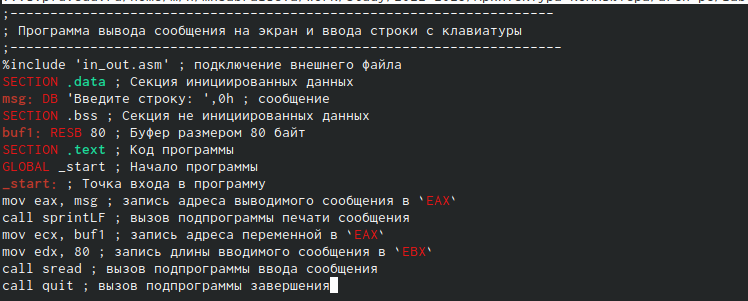 ;--------------------------------------------------------------------
; Программа вывода сообщения на экран и ввода строки с клавиатуры
;---------------------------------------------------------------------
%include 'in_out.asm' ; подключение внешнего файла
SECTION .data ; Секция инициированных данных
msg: DB 'Введите строку: ',0h ; сообщение
SECTION .bss ; Секция не инициированных данных
buf1: RESB 80 ; Буфер размером 80 байт
SECTION .text ; Код программы
GLOBAL _start ; Начало программы
_start: ; Точка входа в программу
mov eax, msg ; запись адреса выводимого сообщения в `EAX`
call sprintLF ; вызов подпрограммы печати сообщения
mov ecx, buf1 ; запись адреса переменной в `EAX`
mov edx, 80 ; запись длины вводимого сообщения в `EBX`
call sread ; вызов подпрограммы ввода сообщения
call quit ; вызов подпрограммы завершения